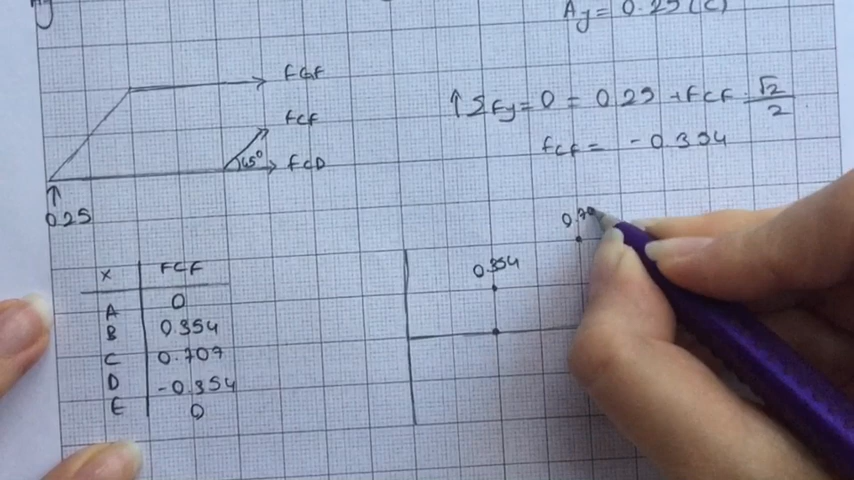 Ay = 0.25 (C)
FGF
FCF
45°
FCD
0.25
↑ΣFy = 0 = 0.25 + FCF √2/2
fcf = -0.354
x FCF
A 0
B 0.354
C 0.707
D -0.354
E 0
0.354